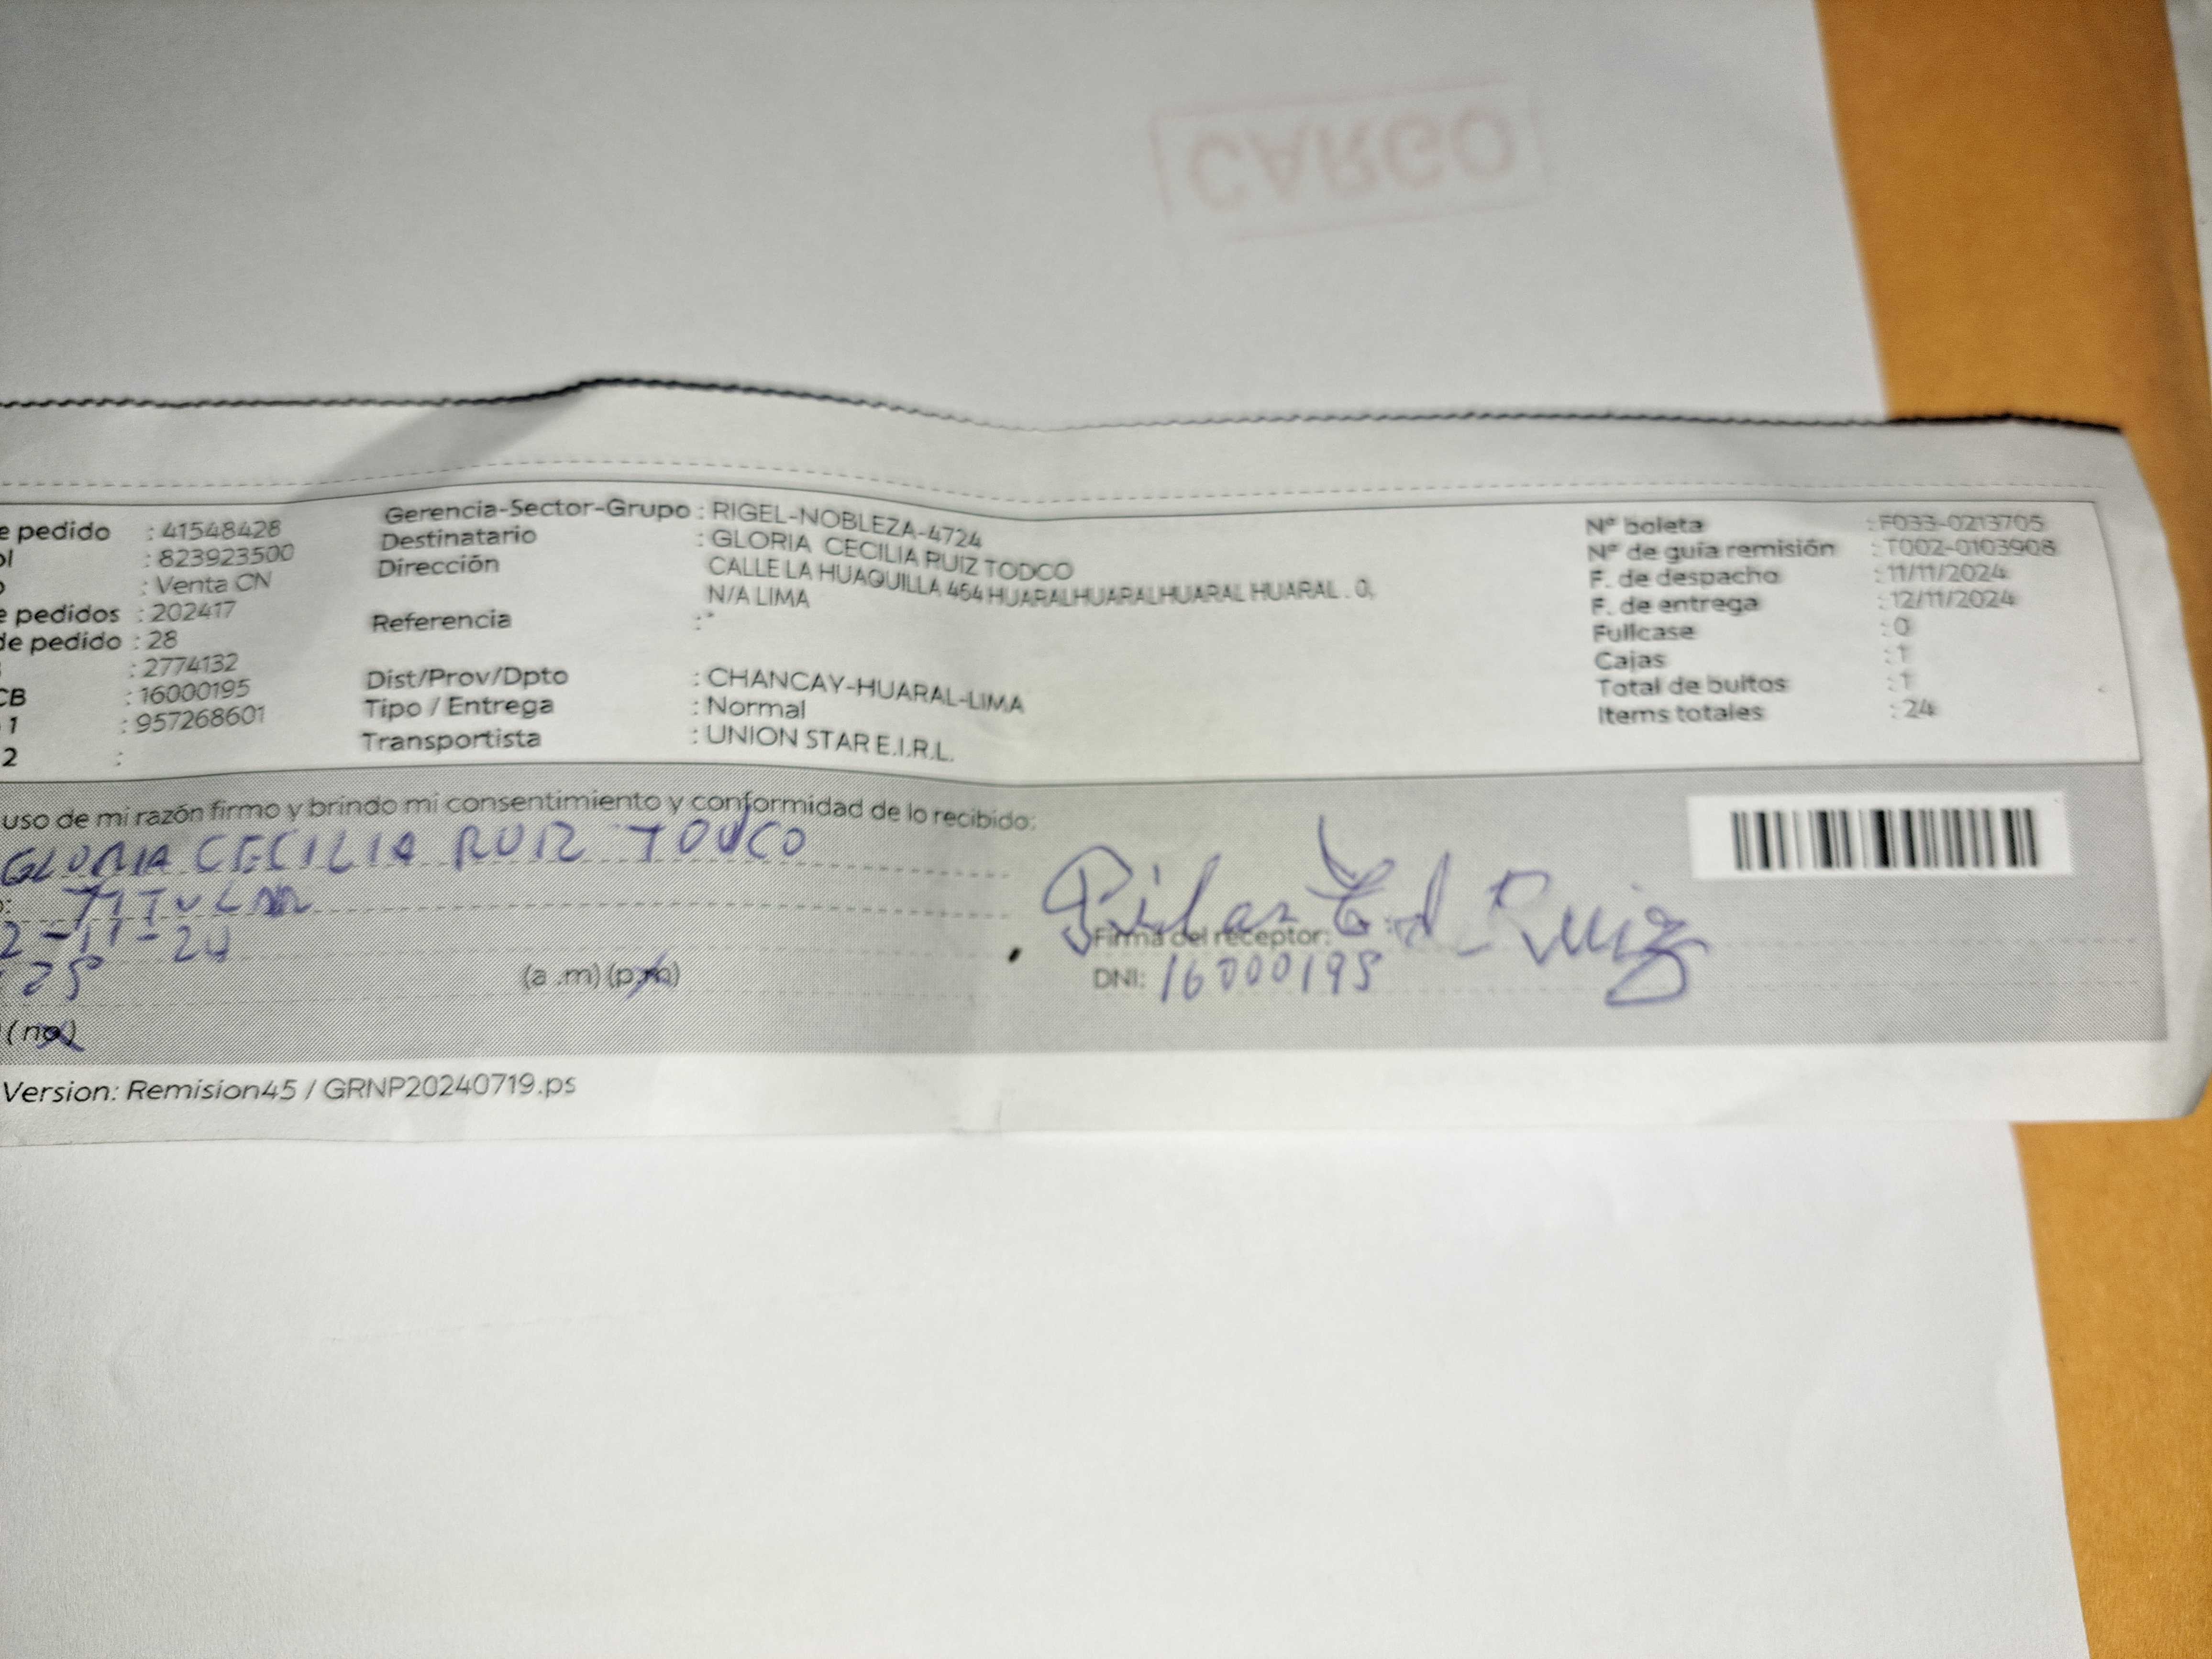 CARGO
e pedido : 41548428
ol : 823923500
o : Venta CN
e pedidos : 202417
de pedido : 28
: 2774132
CB : 16000195
1 : 957268601
2 :
Gerencia-Sector-Grupo : RIGEL-NOBLEZA-4724
Destinatario : GLORIA CECILIA RUIZ TODCO
Dirección CALLE LA HUAQUILLA 454 HUARALHUARALHUARAL HUARAL . 0,
N/A LIMA
Referencia :*
Dist/Prov/Dpto : CHANCAY-HUARAL-LIMA
Tipo / Entrega : Normal
Transportista : UNION STAR E.I.R.L.
Nº boleta : F033-0213705
Nº de guía remisión : T002-0103908
F. de despacho : 11/11/2024
F. de entrega : 12/11/2024
Fullcase : 0
Cajas : 1
Total de bultos : 1
Items totales : 24
uso de mi razón firmo y brindo mi consentimiento y conformidad de lo recibido:
GLORIA CECILIA RUIZ TODCO
o: TITULAR
2-11-24
25 (a .m) (p.m)
(no)
Pilar Ruiz
Firma del receptor:
DNI: 16000195
Version: Remision45 / GRNP20240719.ps